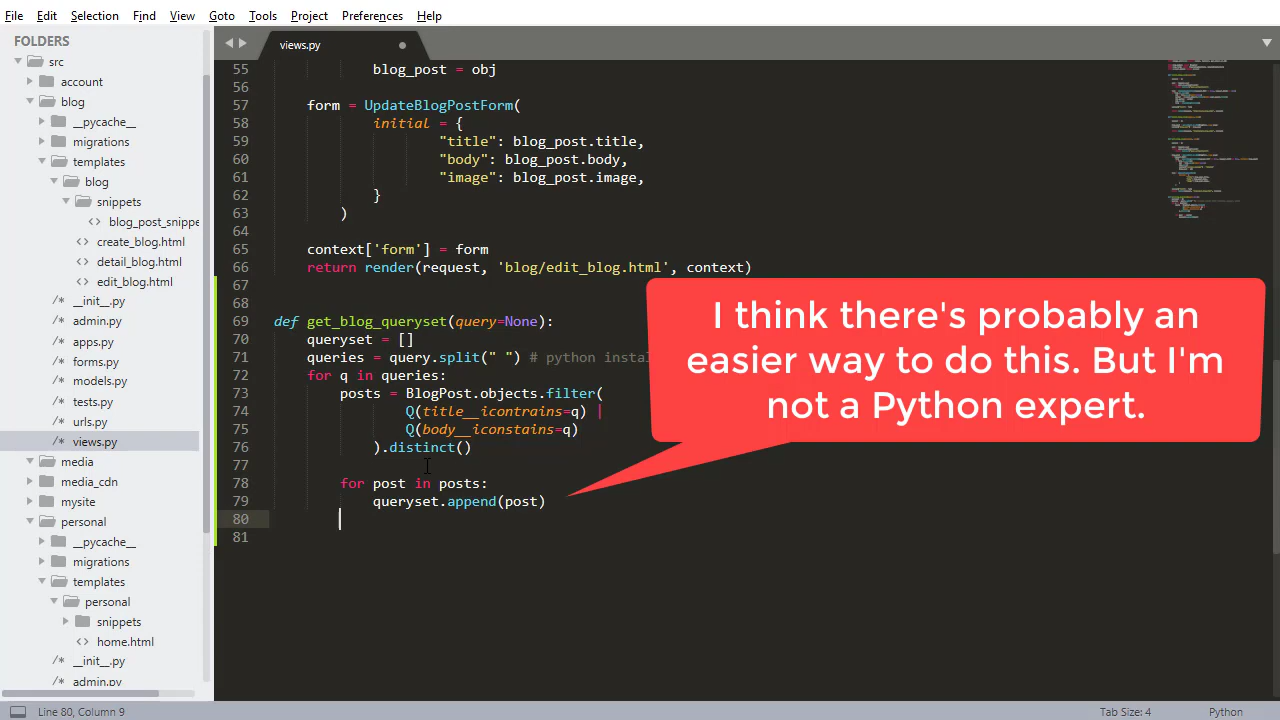 File Edit Selection Find View Goto Tools Project Preferences Help
FOLDERS
src
account
blog
__pycache__
migrations
templates
blog
snippets
blog_post_snippe
create_blog.html
detail_blog.html
edit_blog.html
__init__.py
admin.py
apps.py
forms.py
models.py
tests.py
urls.py
views.py
media
media_cdn
mysite
personal
__pycache__
migrations
templates
personal
snippets
home.html
__init__.py
admin.py
views.py
55 blog_post = obj
56
57 form = UpdateBlogPostForm(
58 initial = {
59 "title": blog_post.title,
60 "body": blog_post.body,
61 "image": blog_post.image,
62 }
63 )
64
65 context['form'] = form
66 return render(request, 'blog/edit_blog.html', context)
67
68
69 def get_blog_queryset(query=None):
70 queryset = []
71 queries = query.split(" ") # python instal
72 for q in queries:
73 posts = BlogPost.objects.filter(
74 Q(title__icontrains=q) |
75 Q(body__iconstains=q)
76 ).distinct()
77
78 for post in posts:
79 queryset.append(post)
80
81
I think there's probably an
easier way to do this. But I'm
not a Python expert.
Line 80, Column 9
Tab Size: 4
Python